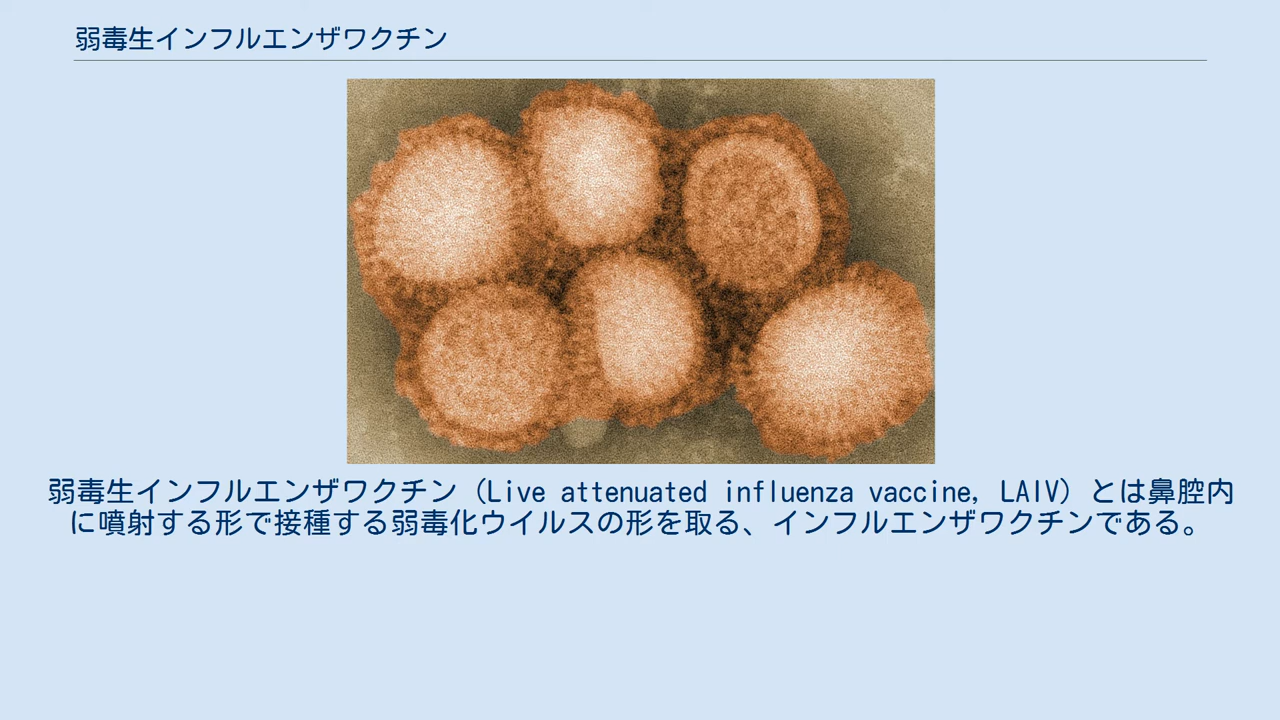 弱毒生インフルエンザワクチン
弱毒生インフルエンザワクチン（Live attenuated influenza vaccine, LAIV）とは鼻腔内
に噴射する形で接種する弱毒化ウイルスの形を取る、インフルエンザワクチンである。